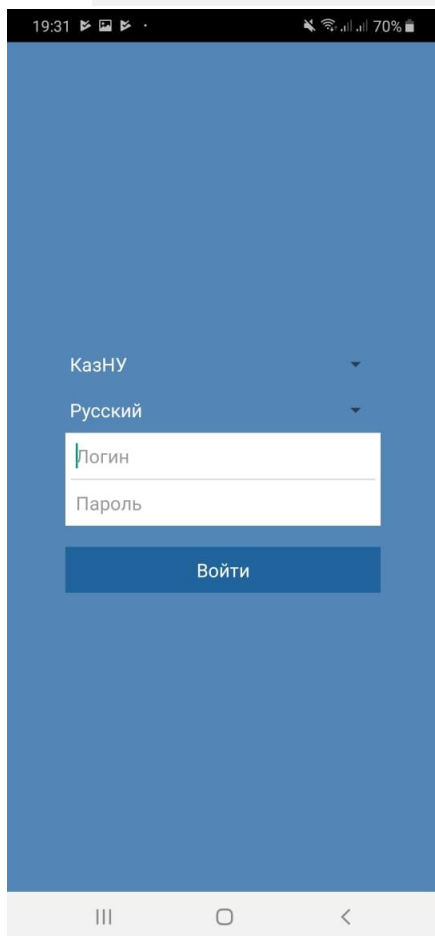 19:31 70%
КазНУ
Русский
Логин
Пароль
Войти